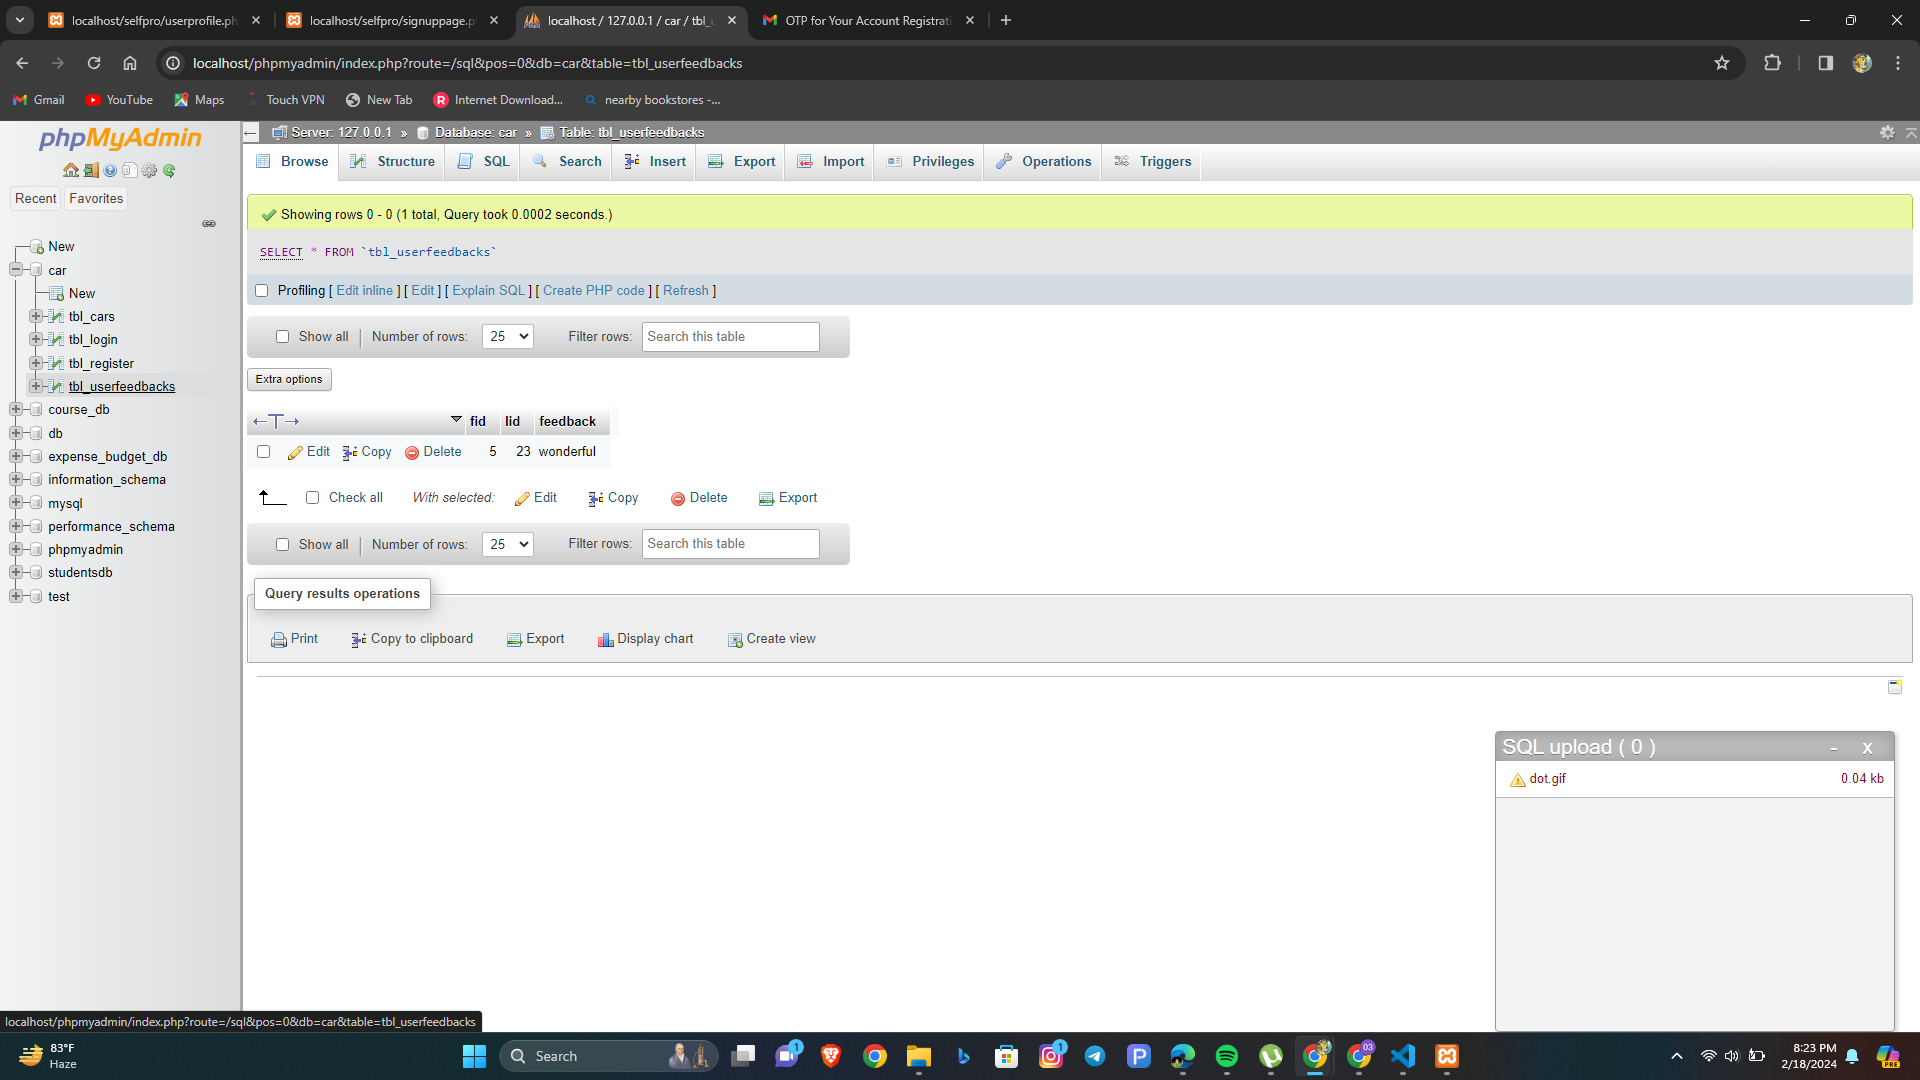 localhost/selfpro/userprofile.ph
localhost/selfpro/signuppage.p
localhost / 127.0.0.1 / car / tbl_u
OTP for Your Account Registrati
localhost/phpmyadmin/index.php?route=/sql&pos=0&db=car&table=tbl_userfeedbacks
Gmail YouTube Maps Touch VPN New Tab Internet Download... nearby bookstores -...
phpMyAdmin
Recent Favorites
New
car
New
tbl_cars
tbl_login
tbl_register
tbl_userfeedbacks
course_db
db
expense_budget_db
information_schema
mysql
performance_schema
phpmyadmin
studentsdb
test
Server: 127.0.0.1 » Database: car » Table: tbl_userfeedbacks
Browse Structure SQL Search Insert Export Import Privileges Operations Triggers
Showing rows 0 - 0 (1 total, Query took 0.0002 seconds.)
SELECT * FROM `tbl_userfeedbacks`
Profiling [ Edit inline ] [ Edit ] [ Explain SQL ] [ Create PHP code ] [ Refresh ]
Show all Number of rows: 25 Filter rows: Search this table
Extra options
fid lid feedback
Edit Copy Delete 5 23 wonderful
Check all With selected: Edit Copy Delete Export
Show all Number of rows: 25 Filter rows: Search this table
Query results operations
Print Copy to clipboard Export Display chart Create view
SQL upload ( 0 ) - x
dot.gif 0.04 kb
localhost/phpmyadmin/index.php?route=/sql&pos=0&db=car&table=tbl_userfeedbacks
83°F
Haze
Search
1
1
03
8:23 PM
2/18/2024
PRE